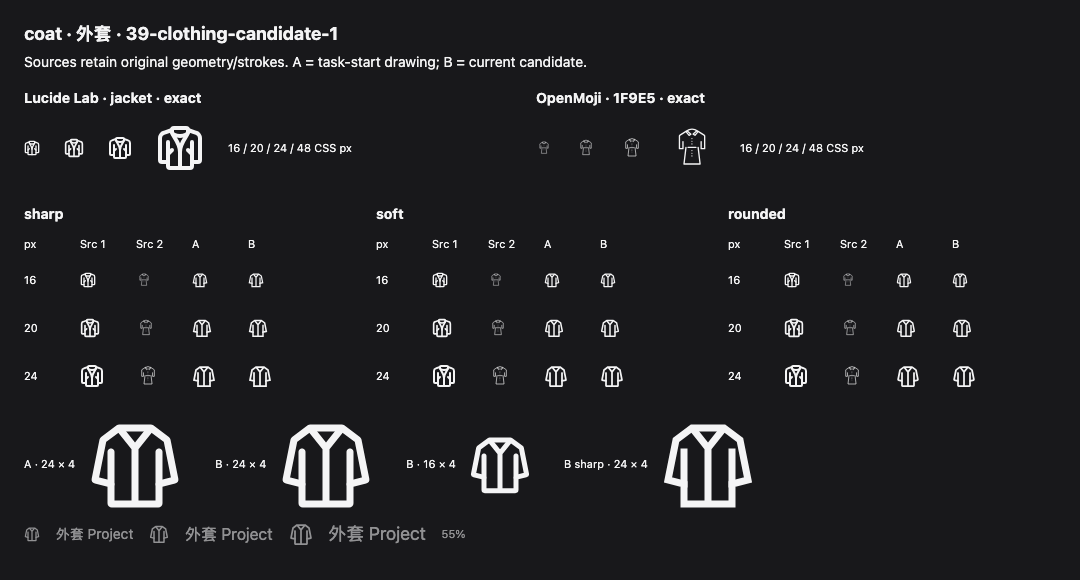 coat · 外套 · 39-clothing-candidate-1
Sources retain original geometry/strokes. A = task-start drawing; B = current candidate.
Lucide Lab · jacket · exact
16 / 20 / 24 / 48 CSS px
OpenMoji · 1F9E5 · exact
16 / 20 / 24 / 48 CSS px
sharp
px Src 1 Src 2 A B
16
20
24
soft
px Src 1 Src 2 A B
16
20
24
rounded
px Src 1 Src 2 A B
16
20
24
A · 24 × 4
B · 24 × 4
B · 16 × 4
B sharp · 24 × 4
外套 Project 外套 Project 外套 Project 55%